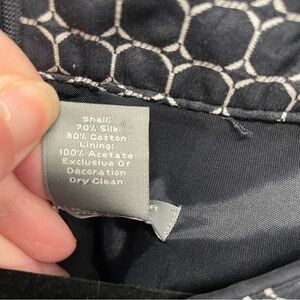 Shell:
70% Silk
30% Cotton
Lining:
100% Acetate
Exclusive Of
Decoration
Dry Clean